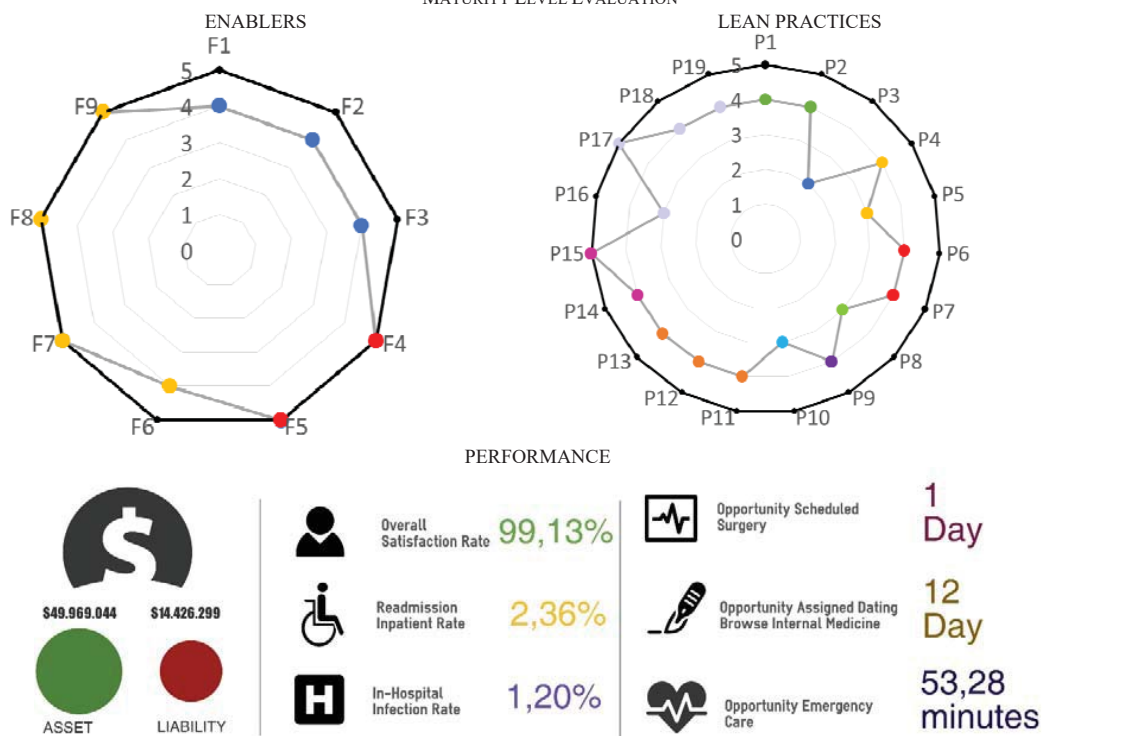 MATURITY LEVEL EVALUATION
ENABLERS
LEAN PRACTICES
F1
F2
F3
F4
F5
F6
F7
F8
F9
5
4
3
2
1
0
P1
P2
P3
P4
P5
P6
P7
P8
P9
P10
P11
P12
P13
P14
P15
P16
P17
P18
P19
5
4
3
2
1
0
PERFORMANCE
$
$49.969.044
$14.426.299
ASSET
LIABILITY
Overall
Satisfaction Rate
99,13%
Readmission
Inpatient Rate
2,36%
H
In-Hospital
Infection Rate
1,20%
Opportunity Scheduled
Surgery
1
Day
Opportunity Assigned Dating
Browse Internal Medicine
12
Day
Opportunity Emergency
Care
53,28
minutes